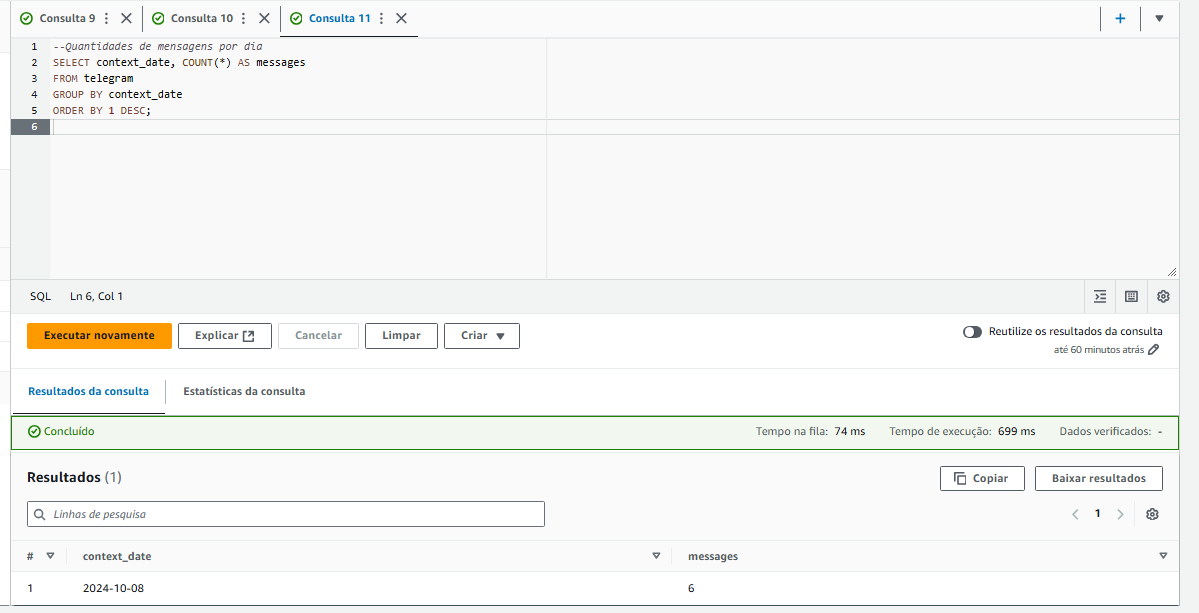 Consulta 9 Consulta 10 Consulta 11
1 --Quantidades de mensagens por dia
2 SELECT context_date, COUNT(*) AS messages
3 FROM telegram
4 GROUP BY context_date
5 ORDER BY 1 DESC;
6
SQL Ln 6, Col 1
Executar novamente Explicar Cancelar Limpar Criar Reutilize os resultados da consulta
até 60 minutos atrás
Resultados da consulta Estatísticas da consulta
Concluído Tempo na fila: 74 ms Tempo de execução: 699 ms Dados verificados: -
Resultados (1) Copiar Baixar resultados
Linhas de pesquisa 1
# context_date messages
1 2024-10-08 6